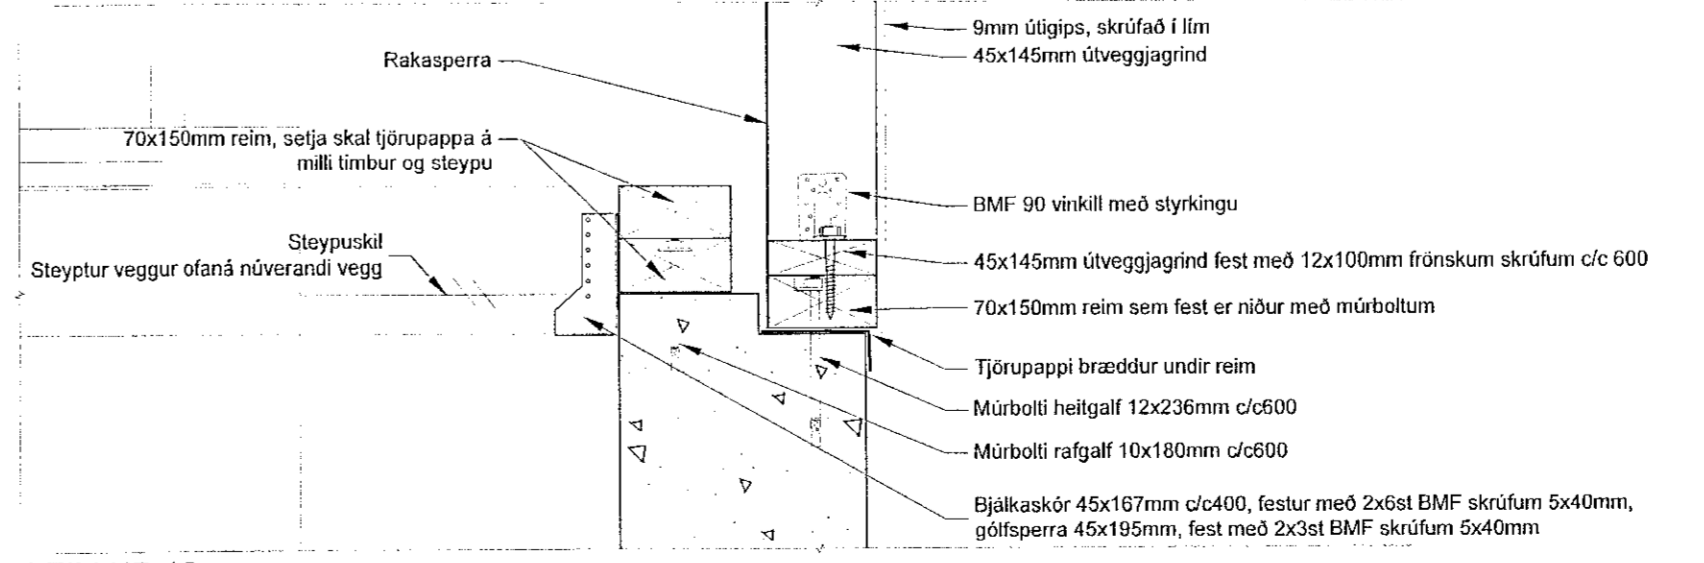 Rakasperra
70x150mm reim, setja skal tjörupappa á
milli timbur og steypu
Steypuskil
Steyptur veggur ofaná núverandi vegg
9mm útigips, skrúfað í lím
45x145mm útveggjagrind
BMF 90 vinkill með styrkingu
45x145mm útveggjagrind fest með 12x100mm frönskum skrúfum c/c 600
70x150mm reim sem fest er niður með múrboltum
Tjörupappi bræddur undir reim
Múrbolti heitgalf 12x236mm c/c600
Múrbolti rafgalf 10x180mm c/c600
Bjálkaskór 45x167mm c/c400, festur með 2x6st BMF skrúfum 5x40mm,
gólfsperra 45x195mm, fest með 2x3st BMF skrúfum 5x40mm